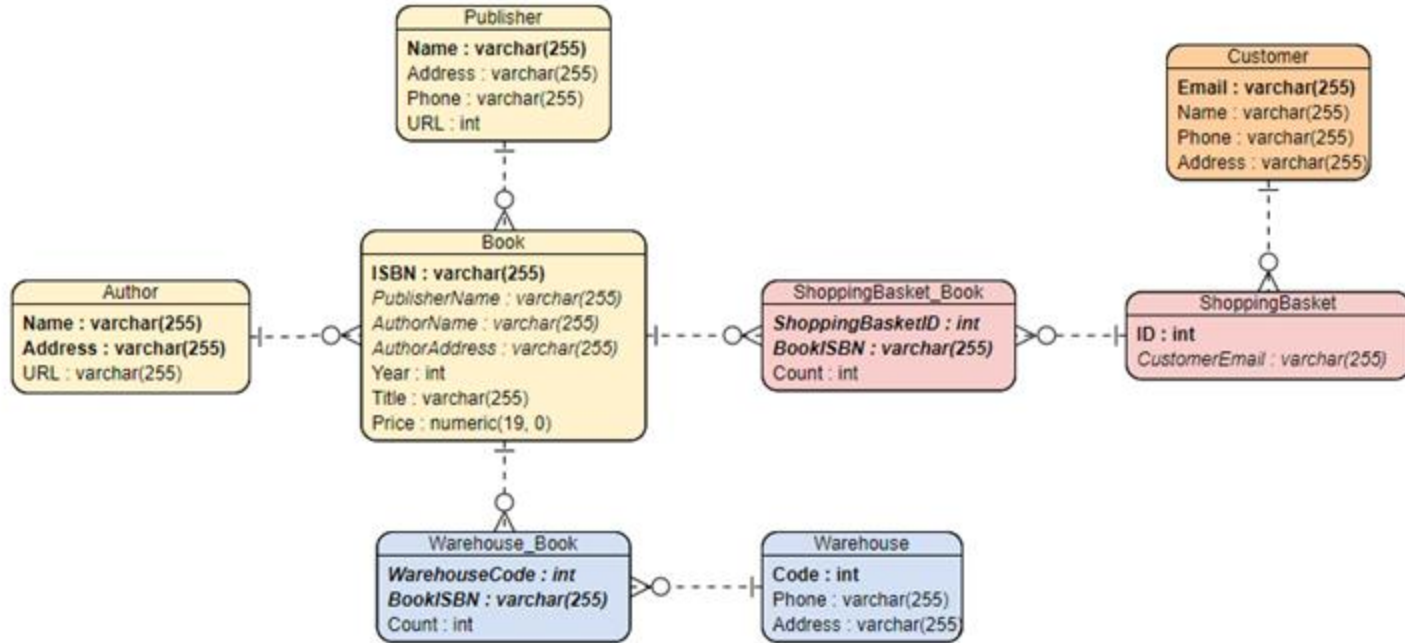 Publisher
Name : varchar(255)
Address : varchar(255)
Phone : varchar(255)
URL : int
Customer
Email : varchar(255)
Name : varchar(255)
Phone : varchar(255)
Address : varchar(255)
Book
ISBN : varchar(255)
PublisherName : varchar(255)
AuthorName : varchar(255)
AuthorAddress : varchar(255)
Year : int
Title : varchar(255)
Price : numeric(19, 0)
Author
Name : varchar(255)
Address : varchar(255)
URL : varchar(255)
ShoppingBasket_Book
ShoppingBasketID : int
BookISBN : varchar(255)
Count : int
ShoppingBasket
ID : int
CustomerEmail : varchar(255)
Warehouse_Book
WarehouseCode : int
BookISBN : varchar(255)
Count : int
Warehouse
Code : int
Phone : varchar(255)
Address : varchar(255)